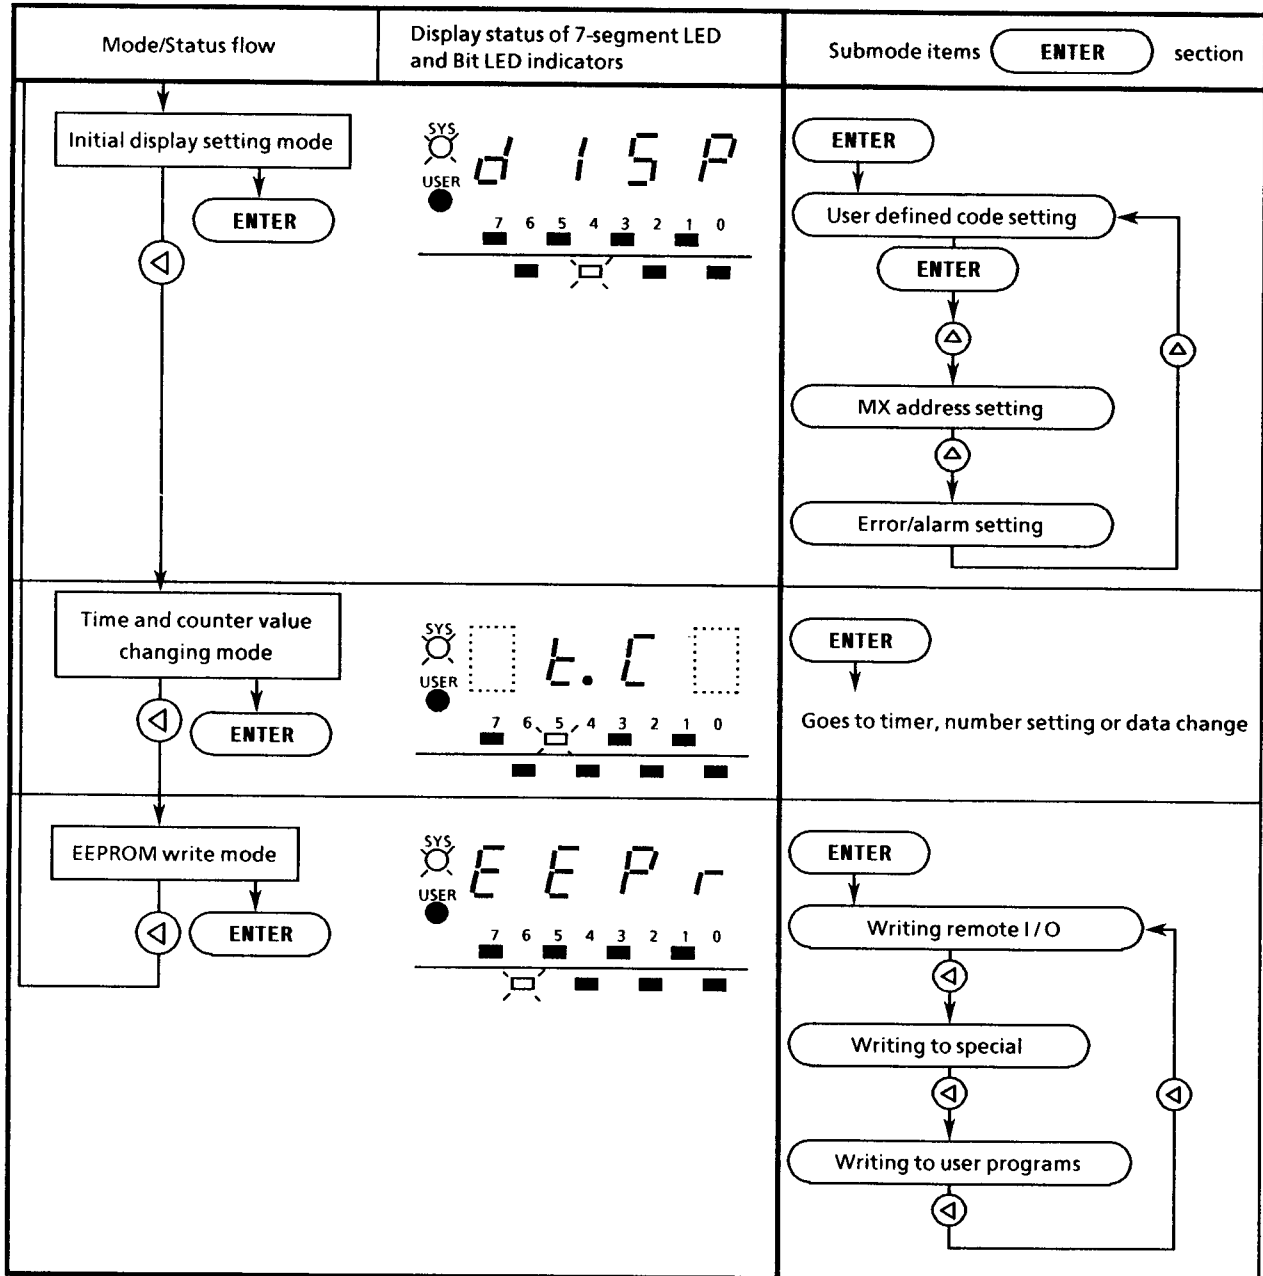 Mode/Status flow
Display status of 7-segment LED
and Bit LED indicators
Submode items ENTER section
Initial display setting mode
ENTER
SYS
USER
d I S P
7 6 5 4 3 2 1 0
ENTER
User defined code setting
ENTER
MX address setting
Error/alarm setting
Time and counter value
changing mode
ENTER
SYS
USER
t.C
7 6 5 4 3 2 1 0
ENTER
Goes to timer, number setting or data change
EEPROM write mode
ENTER
SYS
USER
E E P r
7 6 5 4 3 2 1 0
ENTER
Writing remote I / O
Writing to special
Writing to user programs